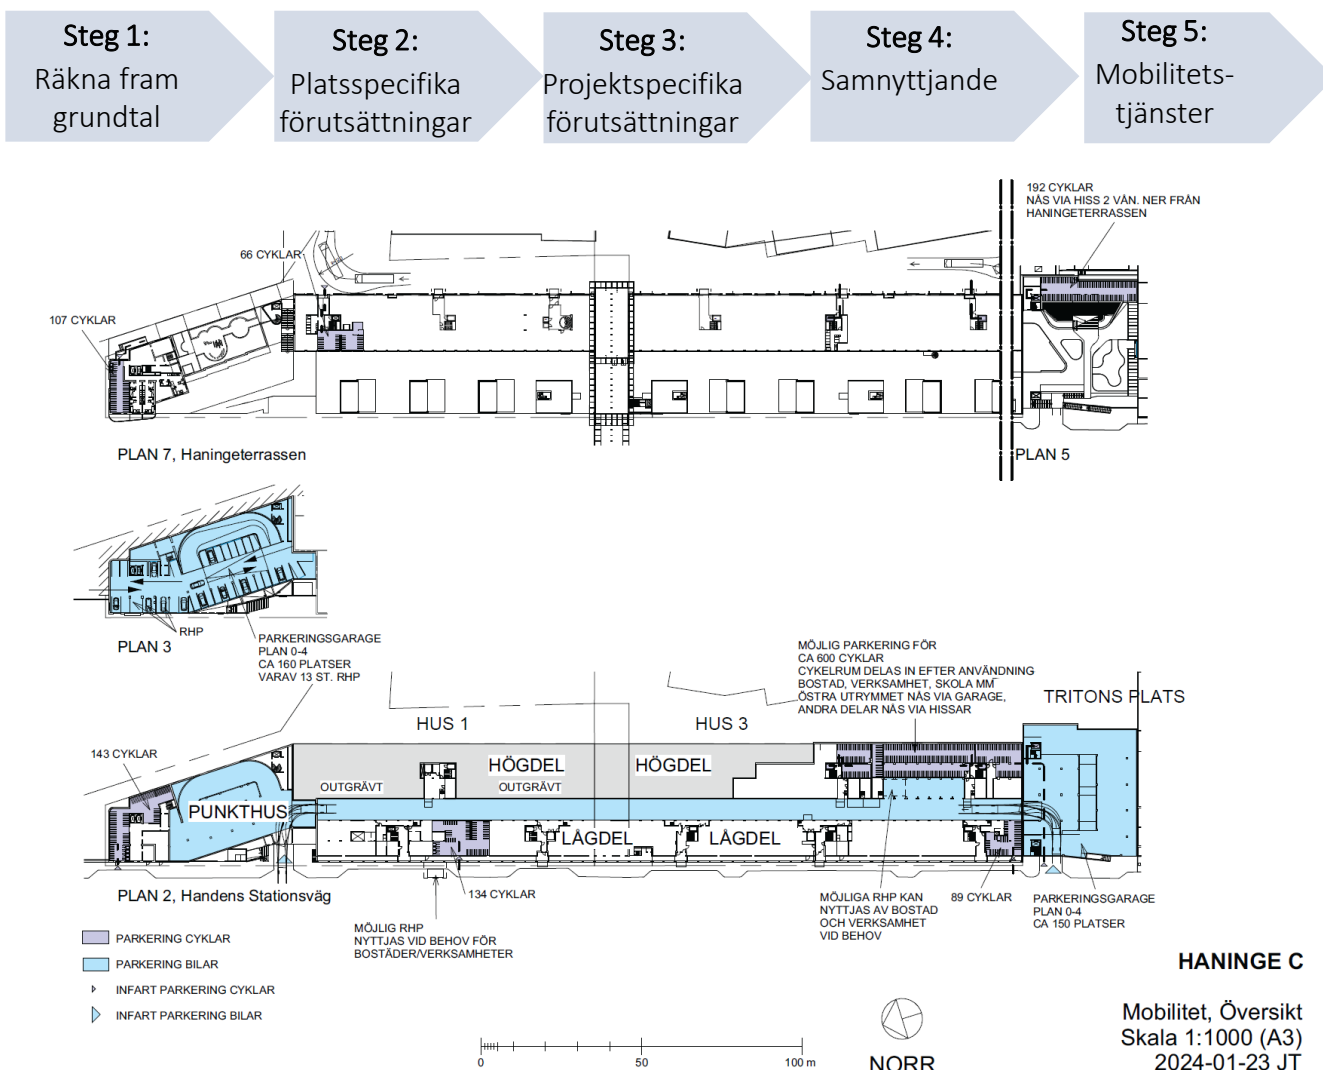 Steg 1:
Räkna fram
grundtal
Steg 2:
Platsspecifika
förutsättningar
Steg 3:
Projektspecifika
förutsättningar
Steg 4:
Samnyttjande
Steg 5:
Mobilitets-
tjänster
192 CYKLAR
NÅS VIA HISS 2 VÅN. NER FRÅN
HANINGETERRASSEN
66 CYKLAR
107 CYKLAR
PLAN 7, Haningeterrassen
PLAN 5
RHP
PLAN 3
PARKERINGSGARAGE
PLAN 0-4
CA 160 PLATSER
VARAV 13 ST. RHP
MÖJLIG PARKERING FÖR
CA 600 CYKLAR
CYKELRUM DELAS IN EFTER ANVÄNDNING
BOSTAD, VERKSAMHET, SKOLA MM
ÖSTRA UTRYMMET NÅS VIA GARAGE,
ANDRA DELAR NÅS VIA HISSAR
TRITONS PLATS
HUS 1
HUS 3
143 CYKLAR
HÖGDEL
HÖGDEL
OUTGRÄVT
OUTGRÄVT
PUNKTHUS
LÅGDEL
LÅGDEL
PLAN 2, Handens Stationsväg
134 CYKLAR
MÖJLIG RHP
NYTTJAS VID BEHOV FÖR
BOSTÄDER/VERKSAMHETER
MÖJLIGA RHP KAN
NYTTJAS AV BOSTAD
OCH VERKSAMHET
VID BEHOV
89 CYKLAR
PARKERINGSGARAGE
PLAN 0-4
CA 150 PLATSER
PARKERING CYKLAR
PARKERING BILAR
INFART PARKERING CYKLAR
INFART PARKERING BILAR
HANINGE C
Mobilitet, Översikt
Skala 1:1000 (A3)
2024-01-23 JT
NORR
0
50
100 m